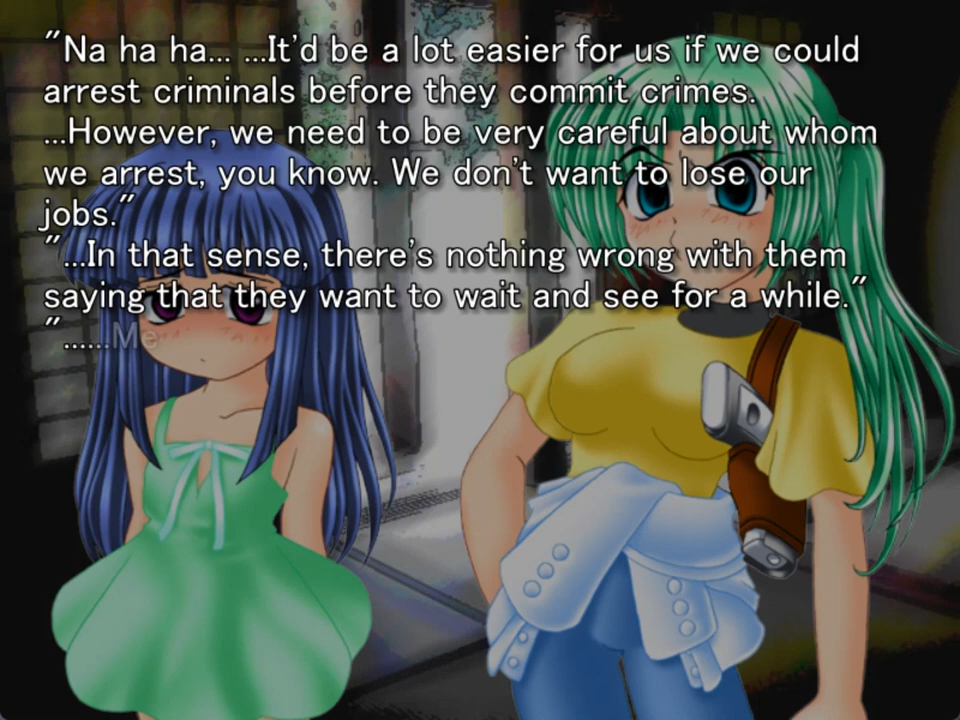 "Na ha ha... ...It'd be a lot easier for us if we could
arrest criminals before they commit crimes.
...However, we need to be very careful about whom
we arrest, you know. We don't want to lose our
jobs."
"...In that sense, there's nothing wrong with them
saying that they want to wait and see for a while."
"......Me